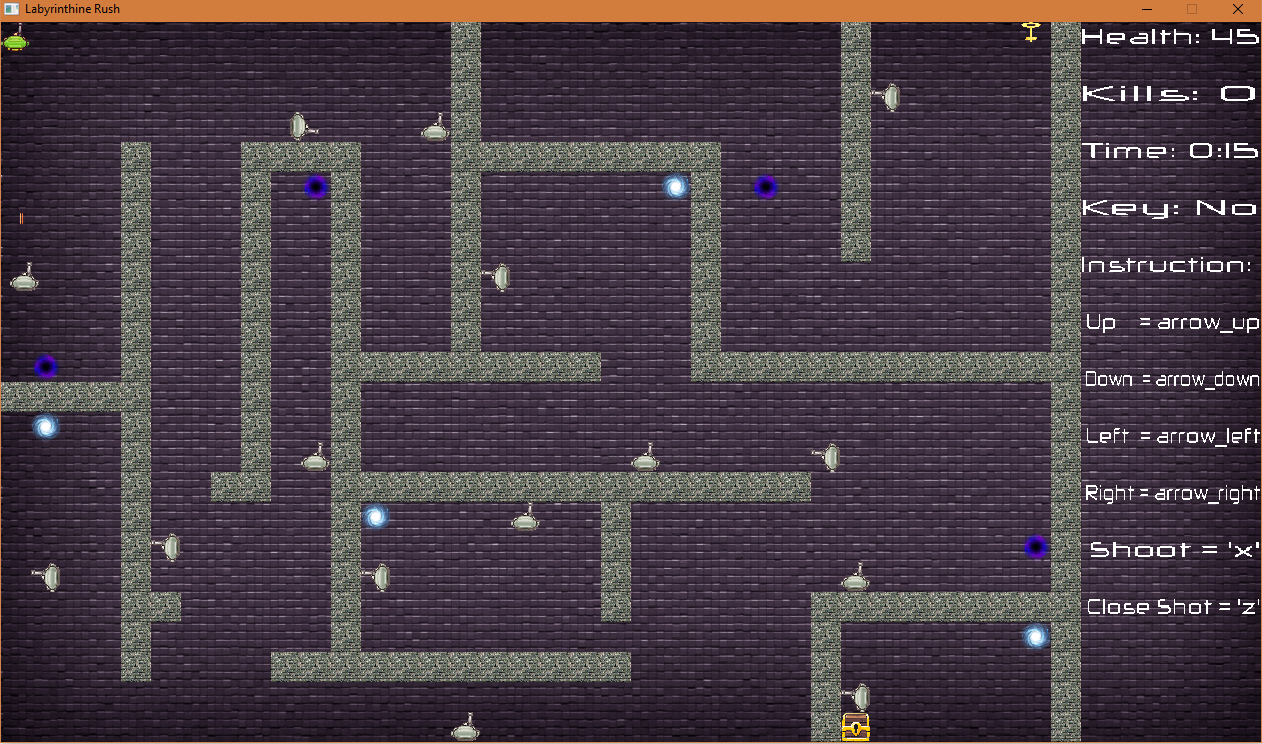 Labyrinthine Rush
Health: 45
Kills: 0
Time: 0:15
Key: No
Instruction:
Up = arrow_up
Down = arrow_down
Left = arrow_left
Right = arrow_right
Shoot = 'x'
Close Shot = 'z'